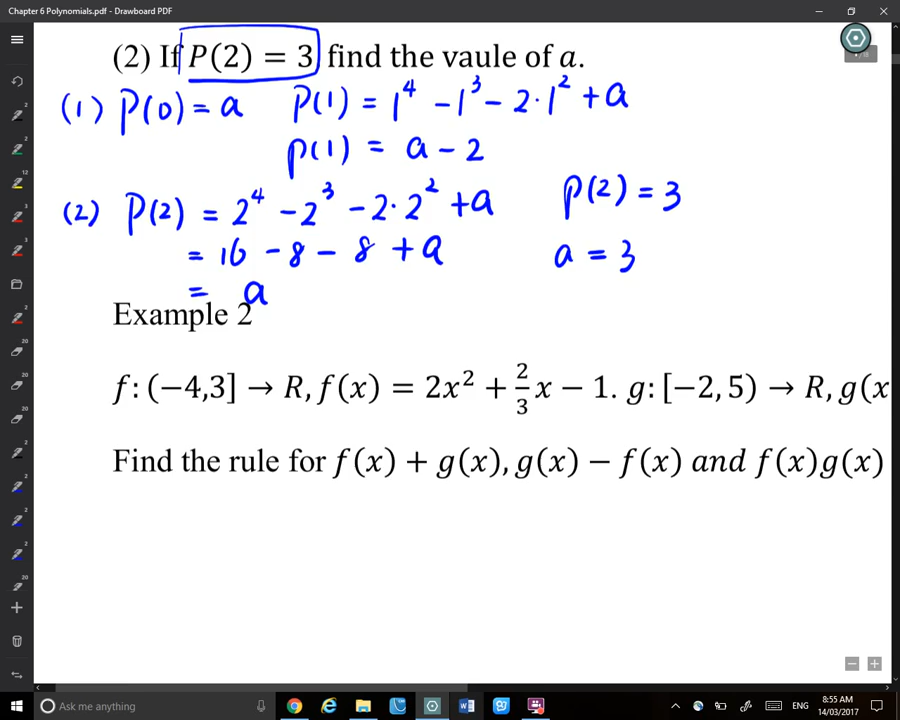 Chapter 6 Polynomials.pdf - Drawboard PDF
(2) If P(2) = 3 find the vaule of a.
(1) P(0) = a P(1) = 1⁴ - 1³ - 2·1² + a
P(1) = a - 2
(2) P(2) = 2⁴ - 2³ - 2·2² + a P(2) = 3
= 16 - 8 - 8 + a a = 3
= a
Example 2
f: (−4,3] → R, f(x) = 2x² + 2/3 x − 1. g: [−2, 5) → R, g(x
Find the rule for f(x) + g(x), g(x) − f(x) and f(x)g(x)
Ask me anything
ENG
8:55 AM
14/03/2017